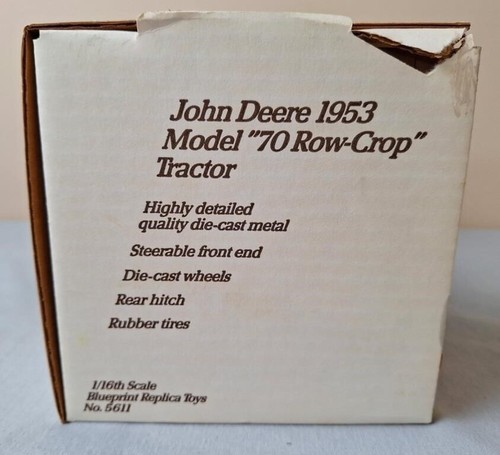 John Deere 1953
Model "70 Row-Crop"
Tractor
Highly detailed
quality die-cast metal
Steerable front end
Die-cast wheels
Rear hitch
Rubber tires
1/16th Scale
Blueprint Replica Toys
No. 5611